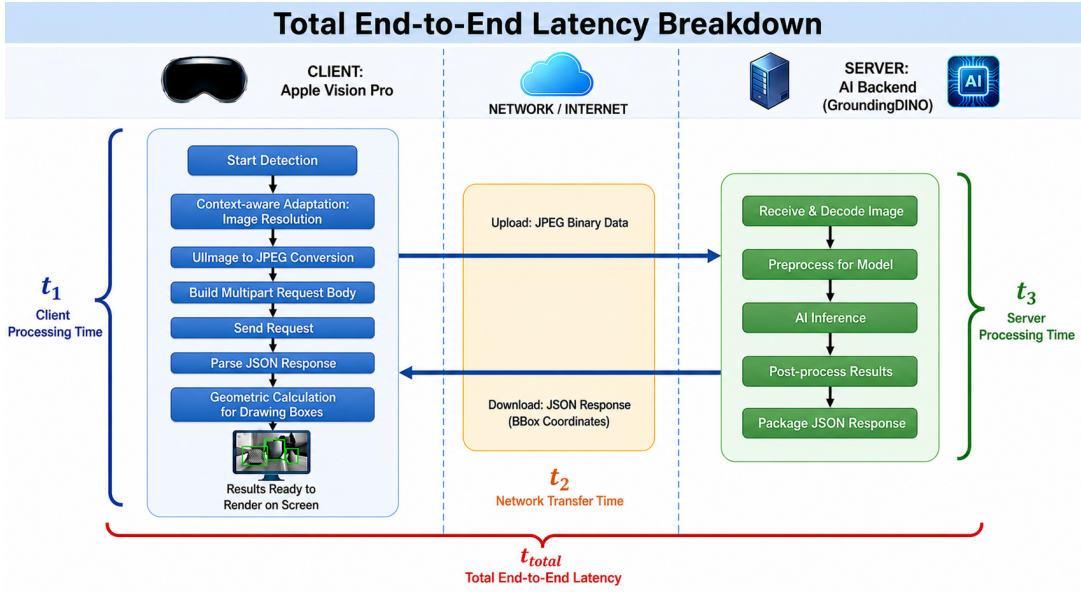 Total End-to-End Latency Breakdown
CLIENT:
Apple Vision Pro
NETWORK / INTERNET
SERVER:
AI Backend
(GroundingDINO)
AI
t1
Client
Processing Time
Start Detection
Context-aware Adaptation:
Image Resolution
UIImage to JPEG Conversion
Build Multipart Request Body
Send Request
Parse JSON Response
Geometric Calculation
for Drawing Boxes
Results Ready to
Render on Screen
Upload: JPEG Binary Data
Download: JSON Response
(BBox Coordinates)
t2
Network Transfer Time
Receive & Decode Image
Preprocess for Model
AI Inference
Post-process Results
Package JSON Response
t3
Server
Processing Time
ttotal
Total End-to-End Latency